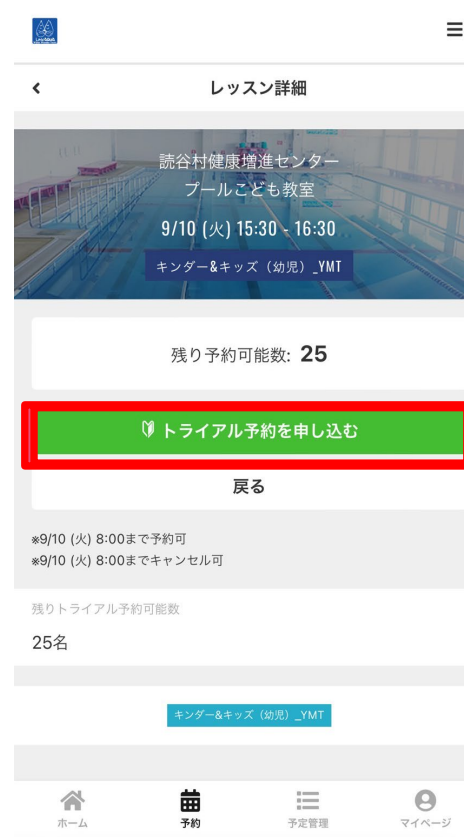 レッスン詳細
読谷村健康増進センター
プールこども教室
9/10 (火) 15:30 - 16:30
キンダー&キッズ（幼児）_YMT
残り予約可能数: 25
トライアル予約を申し込む
戻る
※9/10 (火) 8:00まで予約可
※9/10 (火) 8:00までキャンセル可
残りトライアル予約可能数
25名
キンダー&キッズ（幼児）_YMT
ホーム
予約
予定管理
マイページ